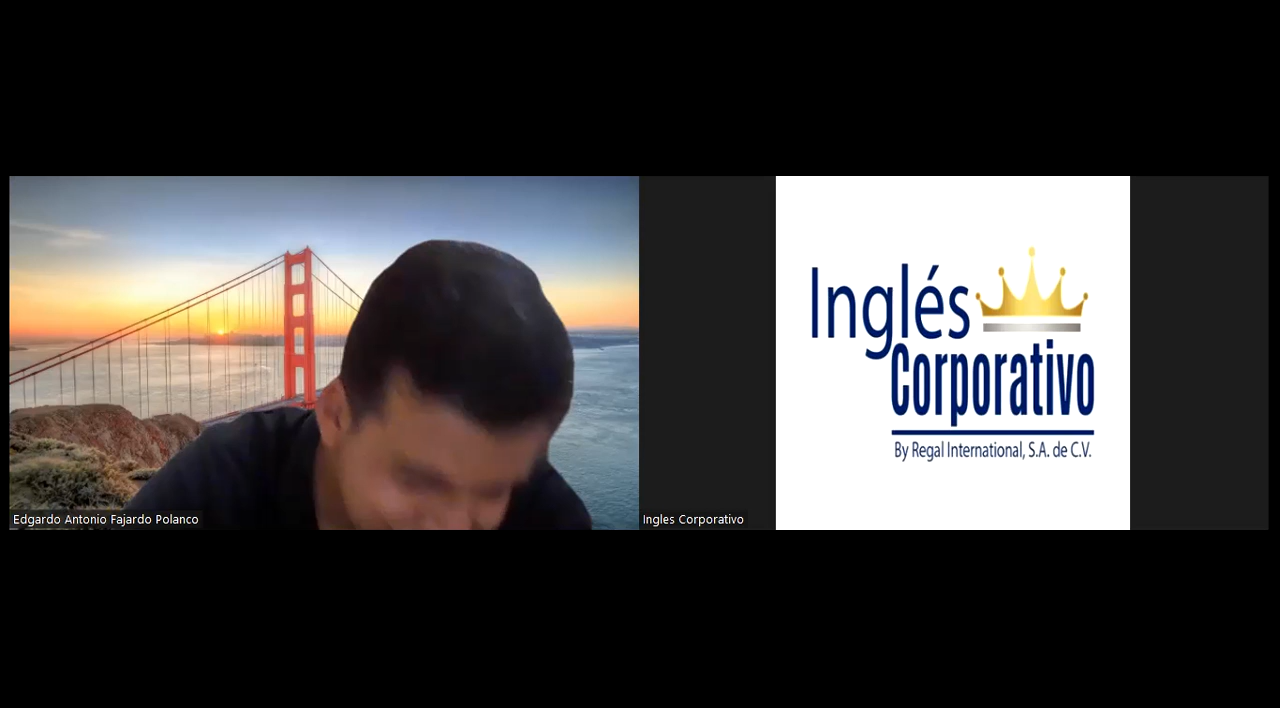 Inglés
Corporativo
By Regal International, S.A. de C.V.
Edgardo Antonio Fajardo Polanco
Ingles Corporativo